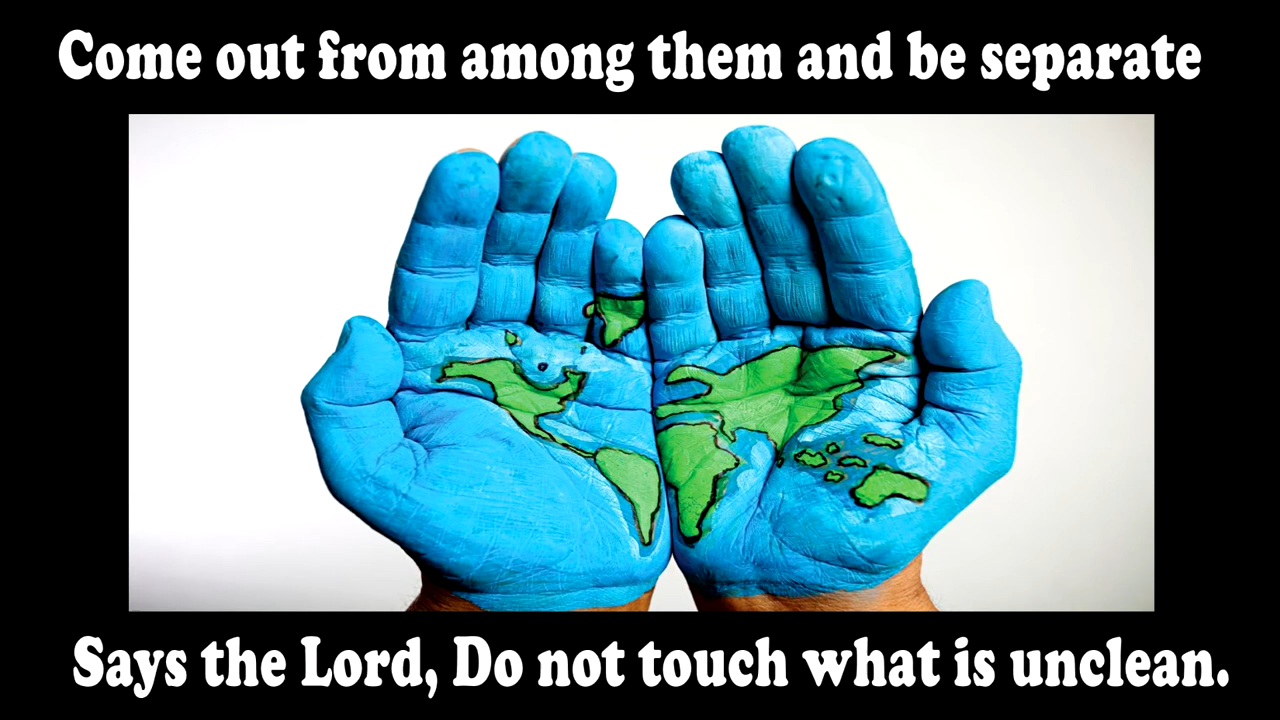 Come out from among them and be separate
Says the Lord, Do not touch what is unclean.